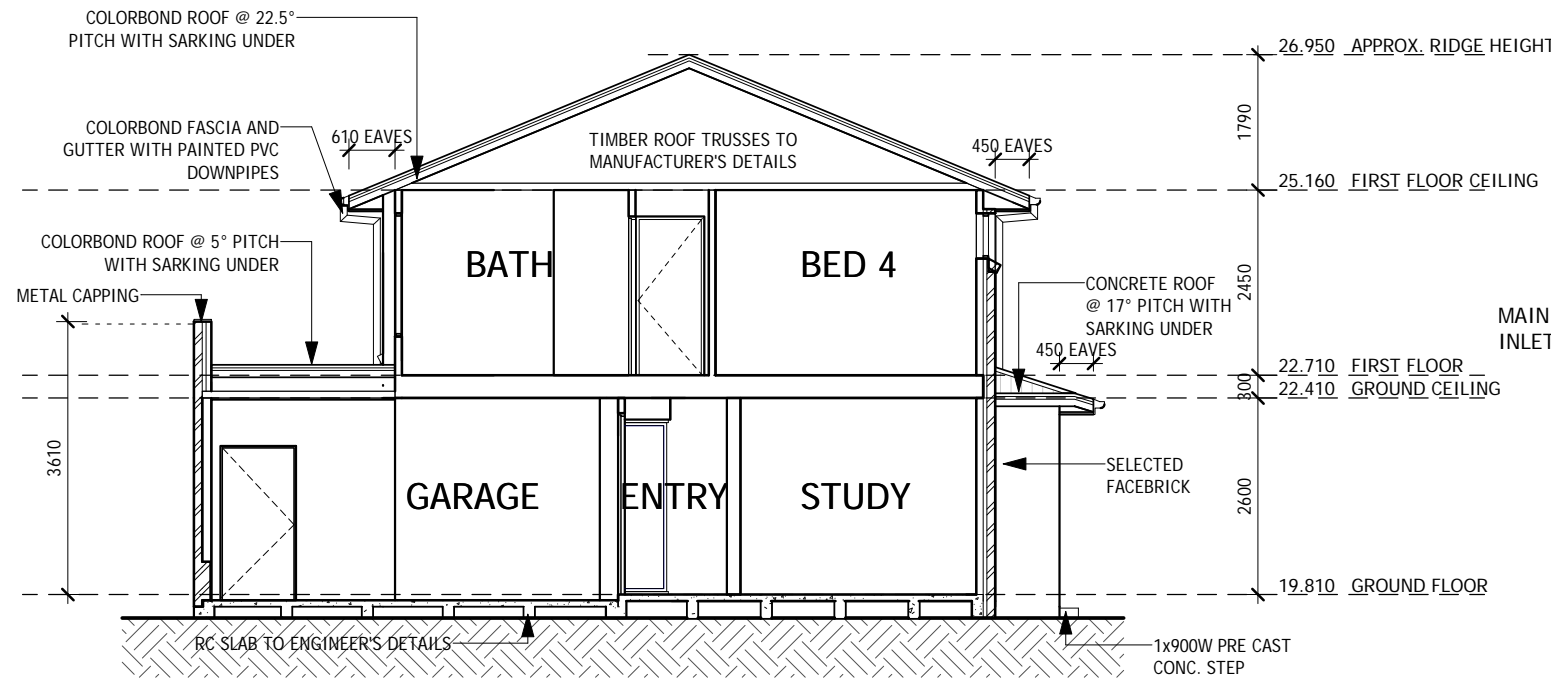 COLORBOND ROOF @ 22.5°
PITCH WITH SARKING UNDER
26.950 APPROX. RIDGE HEIGHT
COLORBOND FASCIA AND
GUTTER WITH PAINTED PVC
DOWNPIPES
610 EAVES
TIMBER ROOF TRUSSES TO
MANUFACTURER'S DETAILS
450 EAVES
1790
25.160 FIRST FLOOR CEILING
COLORBOND ROOF @ 5° PITCH
WITH SARKING UNDER
BATH
BED 4
METAL CAPPING
CONCRETE ROOF
@ 17° PITCH WITH
SARKING UNDER
2450
MAIN
INLET
450 EAVES
22.710 FIRST FLOOR
300
22.410 GROUND CEILING
3610
GARAGE
ENTRY
STUDY
SELECTED
FACEBRICK
2600
19.810 GROUND FLOOR
RC SLAB TO ENGINEER'S DETAILS
1x900W PRE CAST
CONC. STEP